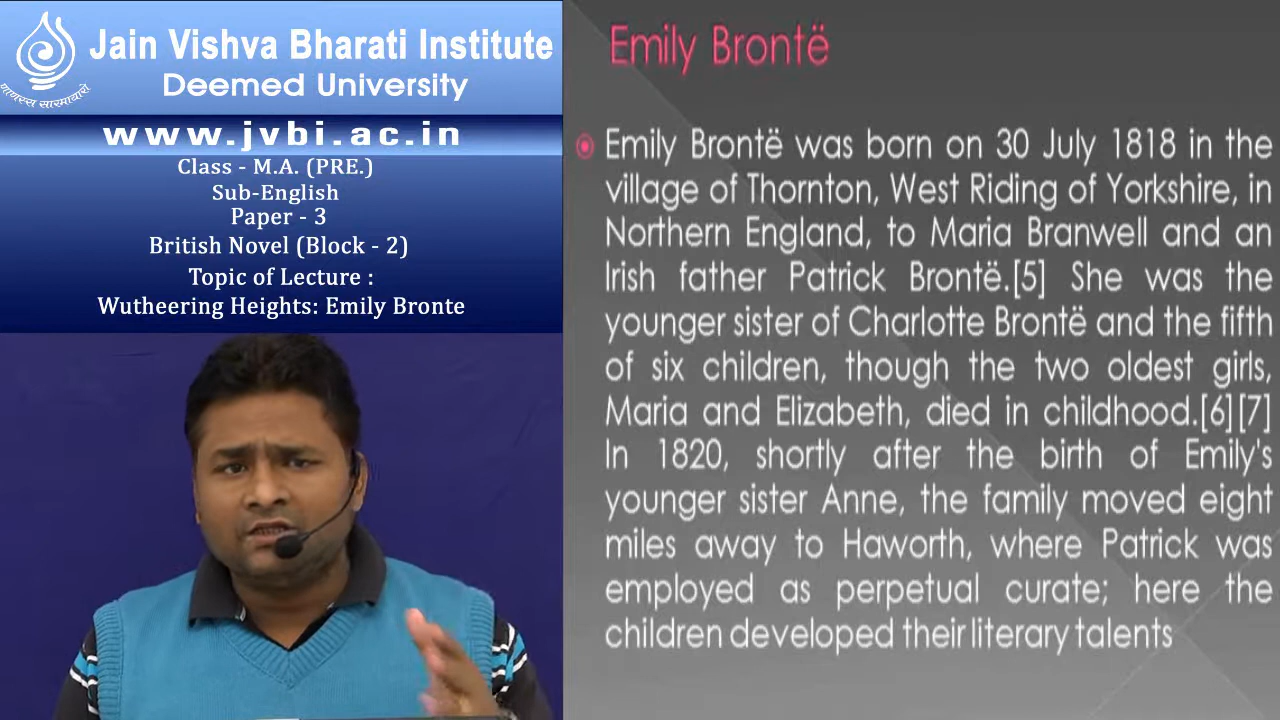 Jain Vishva Bharati Institute
Deemed University
णाणस्स सारमायारो
www.jvbi.ac.in
Class - M.A. (PRE.)
Sub-English
Paper - 3
British Novel (Block - 2)
Topic of Lecture :
Wuthering Heights: Emily Bronte
Emily Brontë
Emily Brontë was born on 30 July 1818 in the
village of Thornton, West Riding of Yorkshire, in
Northern England, to Maria Branwell and an
Irish father Patrick Brontë.[5] She was the
younger sister of Charlotte Brontë and the fifth
of six children, though the two oldest girls,
Maria and Elizabeth, died in childhood.[6][7]
In 1820, shortly after the birth of Emily's
younger sister Anne, the family moved eight
miles away to Haworth, where Patrick was
employed as perpetual curate; here the
children developed their literary talents